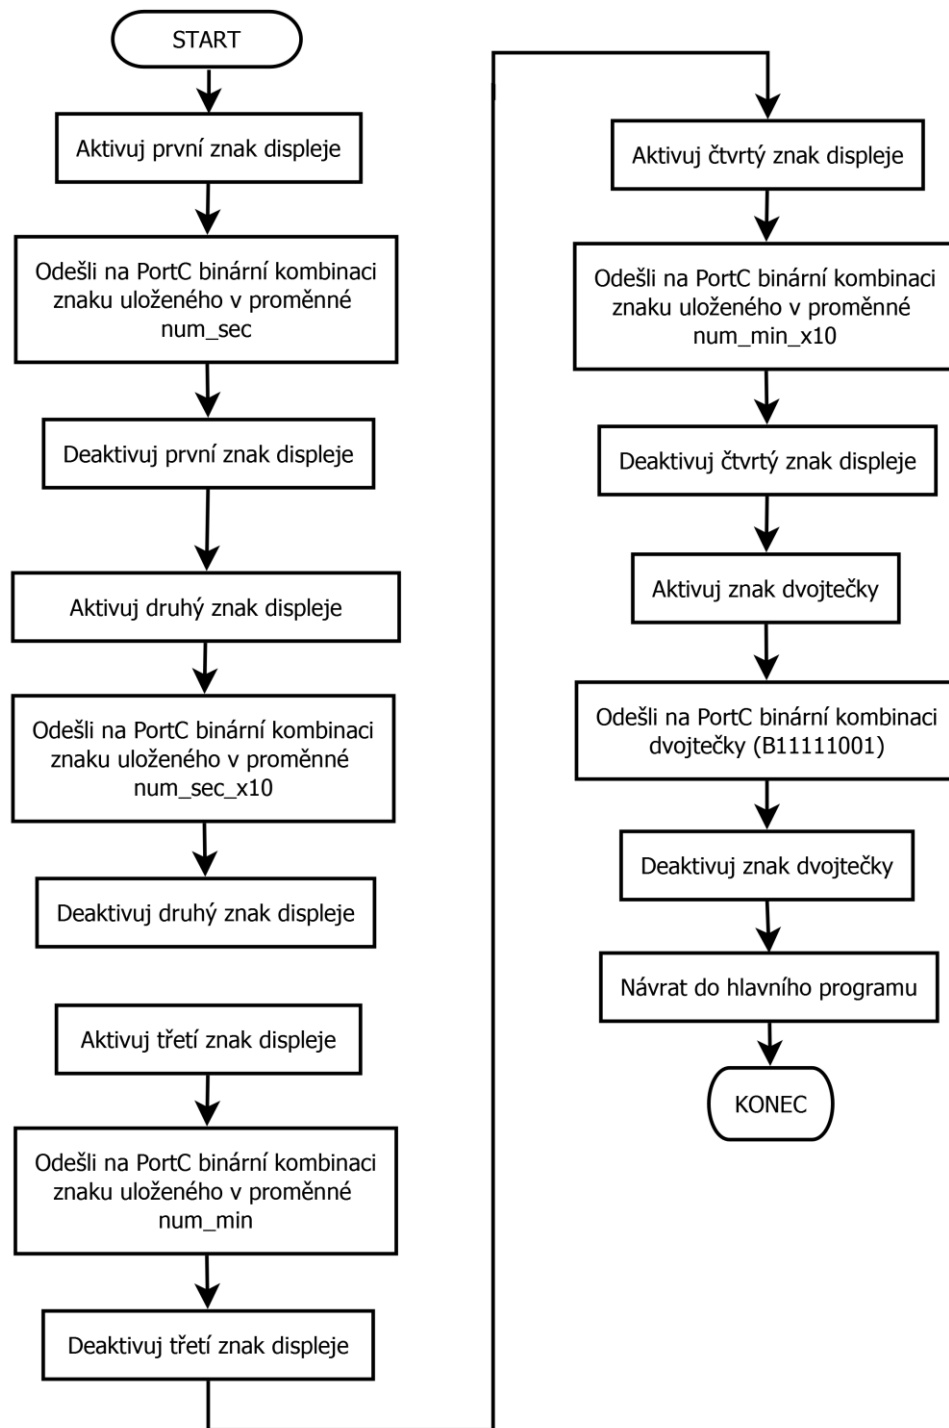 START
Aktivuj první znak displeje
Odešli na PortC binární kombinaci
znaku uloženého v proměnné
num_sec
Deaktivuj první znak displeje
Aktivuj druhý znak displeje
Odešli na PortC binární kombinaci
znaku uloženého v proměnné
num_sec_x10
Deaktivuj druhý znak displeje
Aktivuj třetí znak displeje
Odešli na PortC binární kombinaci
znaku uloženého v proměnné
num_min
Deaktivuj třetí znak displeje
Aktivuj čtvrtý znak displeje
Odešli na PortC binární kombinaci
znaku uloženého v proměnné
num_min_x10
Deaktivuj čtvrtý znak displeje
Aktivuj znak dvojtečky
Odešli na PortC binární kombinaci
dvojtečky (B11111001)
Deaktivuj znak dvojtečky
Návrat do hlavního programu
KONEC